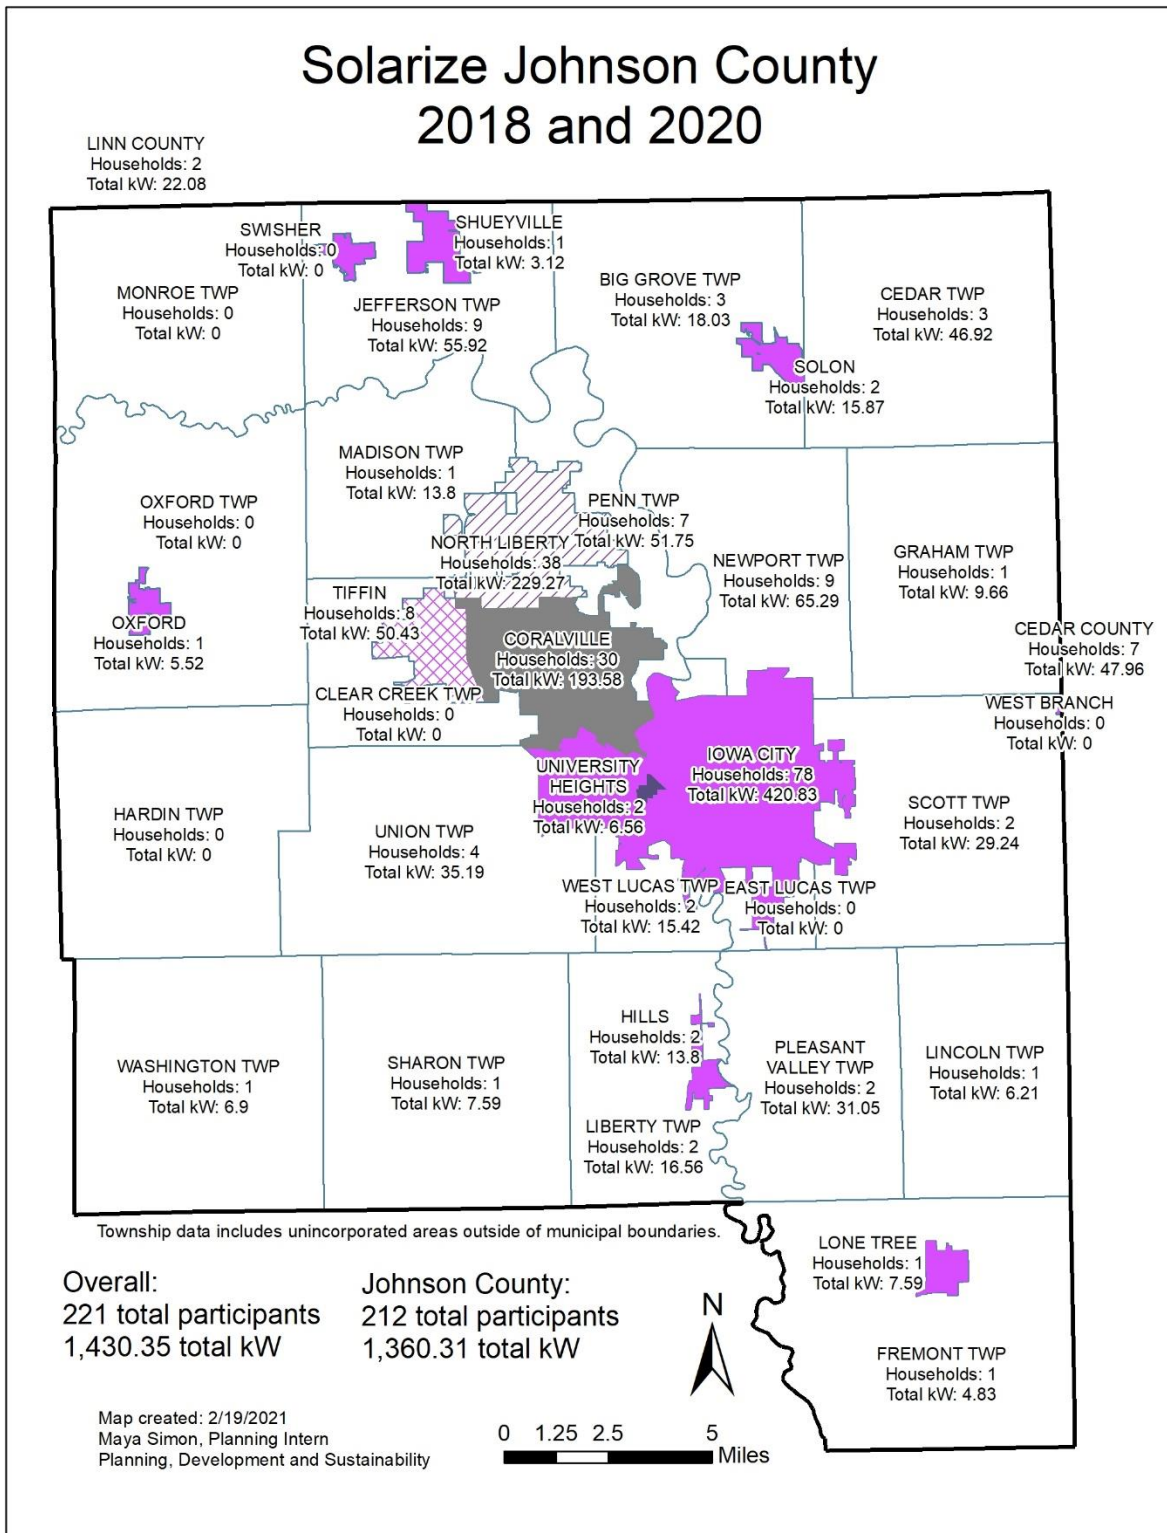 Solarize Johnson County
2018 and 2020
LINN COUNTY
Households: 2
Total kW: 22.08
SWISHER
Households: 0
Total kW: 0
SHUEYVILLE
Households: 1
Total kW: 3.12
MONROE TWP
Households: 0
Total kW: 0
JEFFERSON TWP
Households: 9
Total kW: 55.92
BIG GROVE TWP
Households: 3
Total kW: 18.03
CEDAR TWP
Households: 3
Total kW: 46.92
SOLON
Households: 2
Total kW: 15.87
MADISON TWP
Households: 1
Total kW: 13.8
OXFORD TWP
Households: 0
Total kW: 0
PENN TWP
Households: 7
Total kW: 51.75
NORTH LIBERTY
Households: 38
Total kW: 229.27
NEWPORT TWP
Households: 9
Total kW: 65.29
GRAHAM TWP
Households: 1
Total kW: 9.66
TIFFIN
Households: 8
Total kW: 50.43
OXFORD
Households: 1
Total kW: 5.52
CORALVILLE
Households: 30
Total kW: 193.58
CEDAR COUNTY
Households: 7
Total kW: 47.96
CLEAR CREEK TWP
Households: 0
Total kW: 0
WEST BRANCH
Households: 0
Total kW: 0
IOWA CITY
Households: 78
Total kW: 420.83
UNIVERSITY
HEIGHTS
Households: 2
Total kW: 6.56
HARDIN TWP
Households: 0
Total kW: 0
UNION TWP
Households: 4
Total kW: 35.19
SCOTT TWP
Households: 2
Total kW: 29.24
WEST LUCAS TWP
Households: 2
Total kW: 15.42
EAST LUCAS TWP
Households: 0
Total kW: 0
HILLS
Households: 2
Total kW: 13.8
WASHINGTON TWP
Households: 1
Total kW: 6.9
SHARON TWP
Households: 1
Total kW: 7.59
PLEASANT
VALLEY TWP
Households: 2
Total kW: 31.05
LINCOLN TWP
Households: 1
Total kW: 6.21
LIBERTY TWP
Households: 2
Total kW: 16.56
Township data includes unincorporated areas outside of municipal boundaries.
LONE TREE
Households: 1
Total kW: 7.59
FREMONT TWP
Households: 1
Total kW: 4.83
Overall:
221 total participants
1,430.35 total kW
Johnson County:
212 total participants
1,360.31 total kW
N
Map created: 2/19/2021
Maya Simon, Planning Intern
Planning, Development and Sustainability
0 1.25 2.5 5
Miles